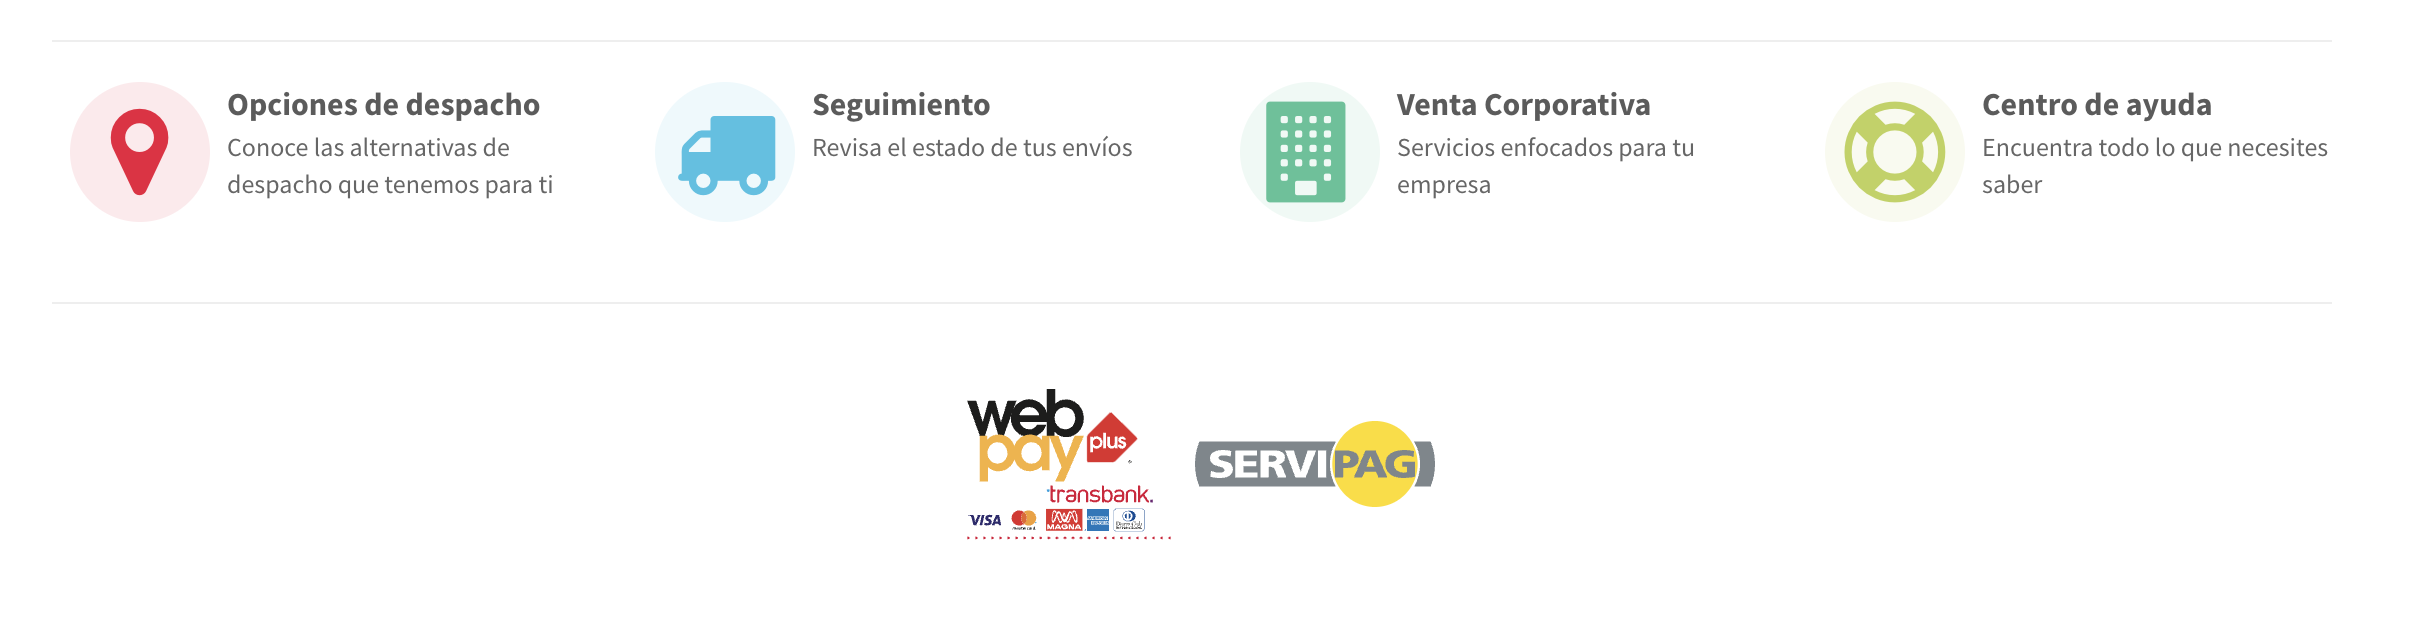 Opciones de despacho
Conoce las alternativas de
despacho que tenemos para ti
Seguimiento
Revisa el estado de tus envíos
Venta Corporativa
Servicios enfocados para tu
empresa
Centro de ayuda
Encuentra todo lo que necesites
saber
web
pay
plus
transbank.
VISA
MAGNA
SERVIPAG